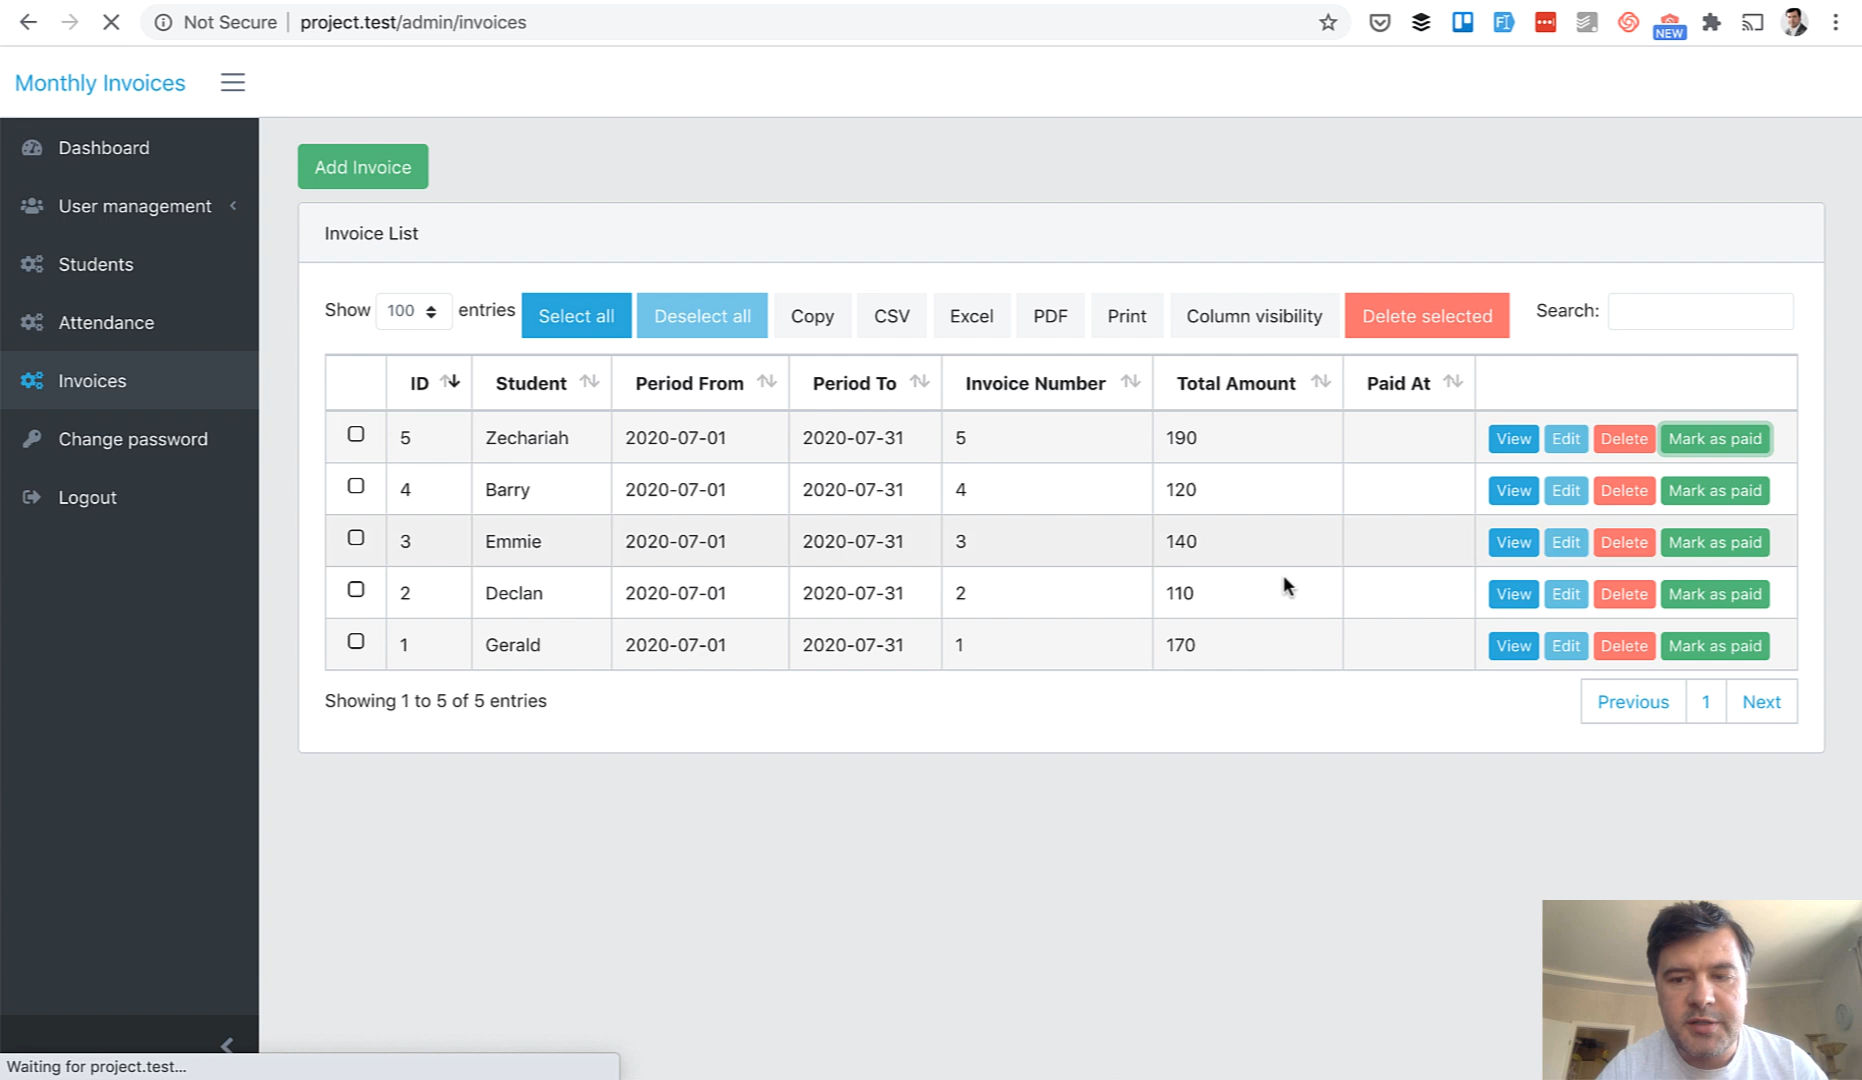 Not Secure | project.test/admin/invoices
NEW
Monthly Invoices
Dashboard
User management
Students
Attendance
Invoices
Change password
Logout
Add Invoice
Invoice List
Show 100 entries Select all Deselect all Copy CSV Excel PDF Print Column visibility Delete selected Search:
ID Student Period From Period To Invoice Number Total Amount Paid At
5 Zechariah 2020-07-01 2020-07-31 5 190 View Edit Delete Mark as paid
4 Barry 2020-07-01 2020-07-31 4 120 View Edit Delete Mark as paid
3 Emmie 2020-07-01 2020-07-31 3 140 View Edit Delete Mark as paid
2 Declan 2020-07-01 2020-07-31 2 110 View Edit Delete Mark as paid
1 Gerald 2020-07-01 2020-07-31 1 170 View Edit Delete Mark as paid
Showing 1 to 5 of 5 entries
Previous 1 Next
Waiting for project.test...